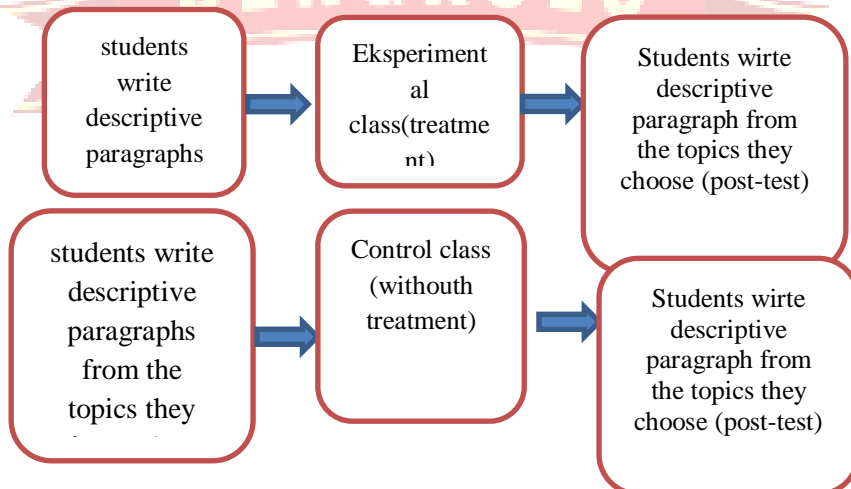 students
write
descriptive
paragraphs
Eksperiment
al
class(treatme
nt)
Students wirte
descriptive
paragraph from
the topics they
choose (post-test)
students write
descriptive
paragraphs
from the
topics they
Control class
(withouth
treatment)
Students wirte
descriptive
paragraph from
the topics they
choose (post-test)